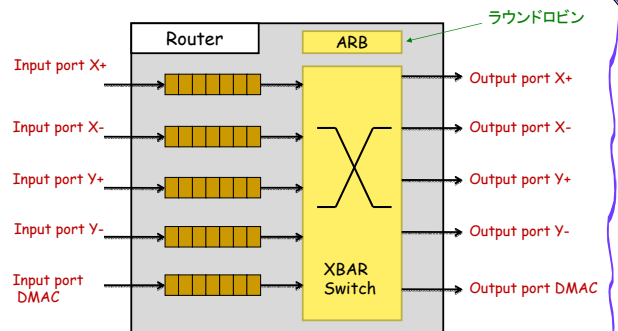 ラウンドロビン
Router
ARB
Input port X+
Output port X+
Input port X-
Output port X-
Input port Y+
Output port Y+
Input port Y-
Output port Y-
XBAR
Switch
Input port
DMAC
Output port DMAC